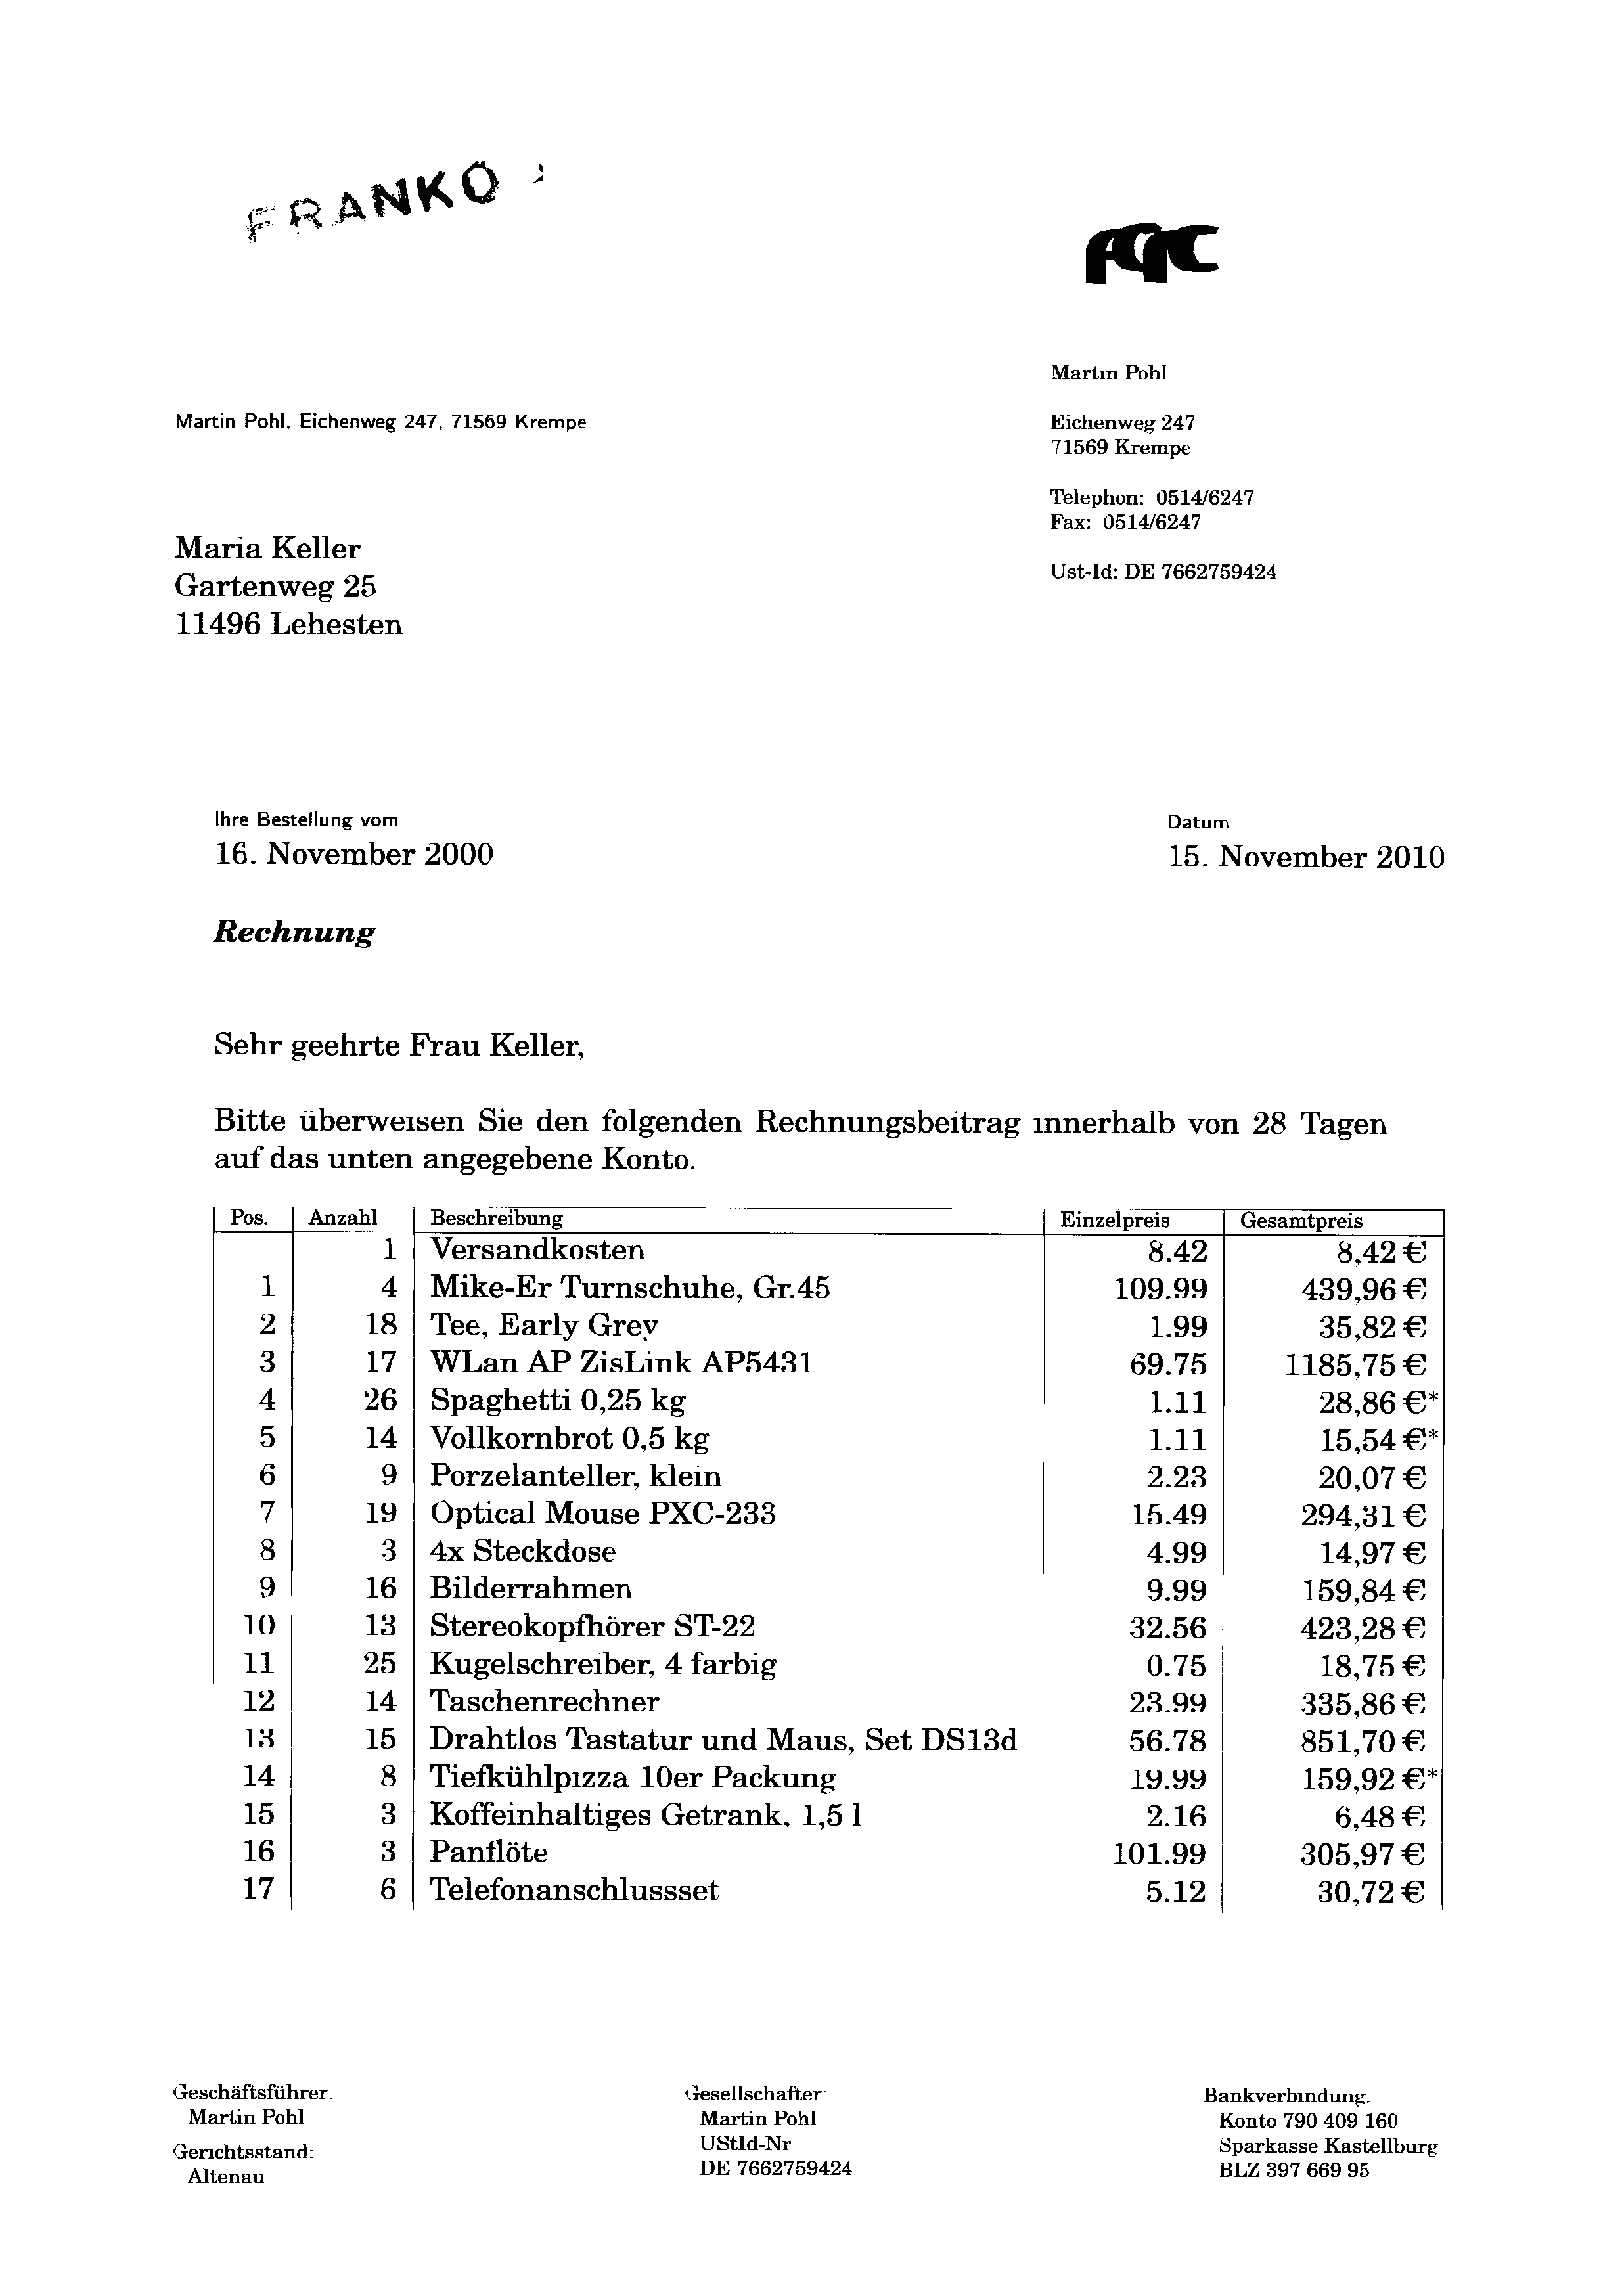 FRANKO
Martin Pohl
Martin Pohl, Eichenweg 247, 71569 Krempe
Eichenweg 247
71569 Krempe
Telephon: 0514/6247
Fax: 0514/6247
Ust-Id: DE 7662759424
Maria Keller
Gartenweg 25
11496 Lehesten
Ihre Bestellung vom
16. November 2000
Datum
15. November 2010
Rechnung
Sehr geehrte Frau Keller,
Bitte überweisen Sie den folgenden Rechnungsbeitrag innerhalb von 28 Tagen
auf das unten angegebene Konto.
Pos. Anzahl Beschreibung Einzelpreis Gesamtpreis
1 Versandkosten 8.42 8,42 €
1 4 Mike-Er Turnschuhe, Gr.45 109.99 439,96 €
2 18 Tee, Early Grey 1.99 35,82 €
3 17 WLan AP ZisLink AP5431 69.75 1185,75 €
4 26 Spaghetti 0,25 kg 1.11 28,86 €*
5 14 Vollkornbrot 0,5 kg 1.11 15,54 €*
6 9 Porzelanteller, klein 2.23 20,07 €
7 19 Optical Mouse PXC-233 15.49 294,31 €
8 3 4x Steckdose 4.99 14,97 €
9 16 Bilderrahmen 9.99 159,84 €
10 13 Stereokopfhörer ST-22 32.56 423,28 €
11 25 Kugelschreiber, 4 farbig 0.75 18,75 €
12 14 Taschenrechner 23.99 335,86 €
13 15 Drahtlos Tastatur und Maus, Set DS13d 56.78 851,70 €
14 8 Tiefkühlpizza 10er Packung 19.99 159,92 €*
15 3 Koffeinhaltiges Getrank, 1,5 l 2.16 6,48 €
16 3 Panflöte 101.99 305,97 €
17 6 Telefonanschlussset 5.12 30,72 €
Geschäftsführer:
Martin Pohl
Gerichtsstand:
Altenau
Gesellschafter:
Martin Pohl
UStId-Nr
DE 7662759424
Bankverbindung:
Konto 790 409 160
Sparkasse Kastellburg
BLZ 397 669 95